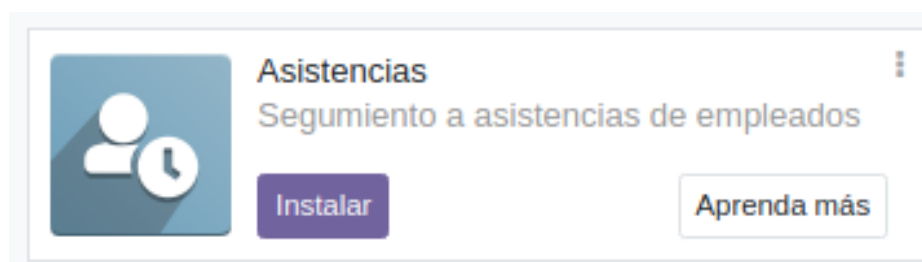 Asistencias
Segumiento a asistencias de empleados
Instalar
Aprenda más